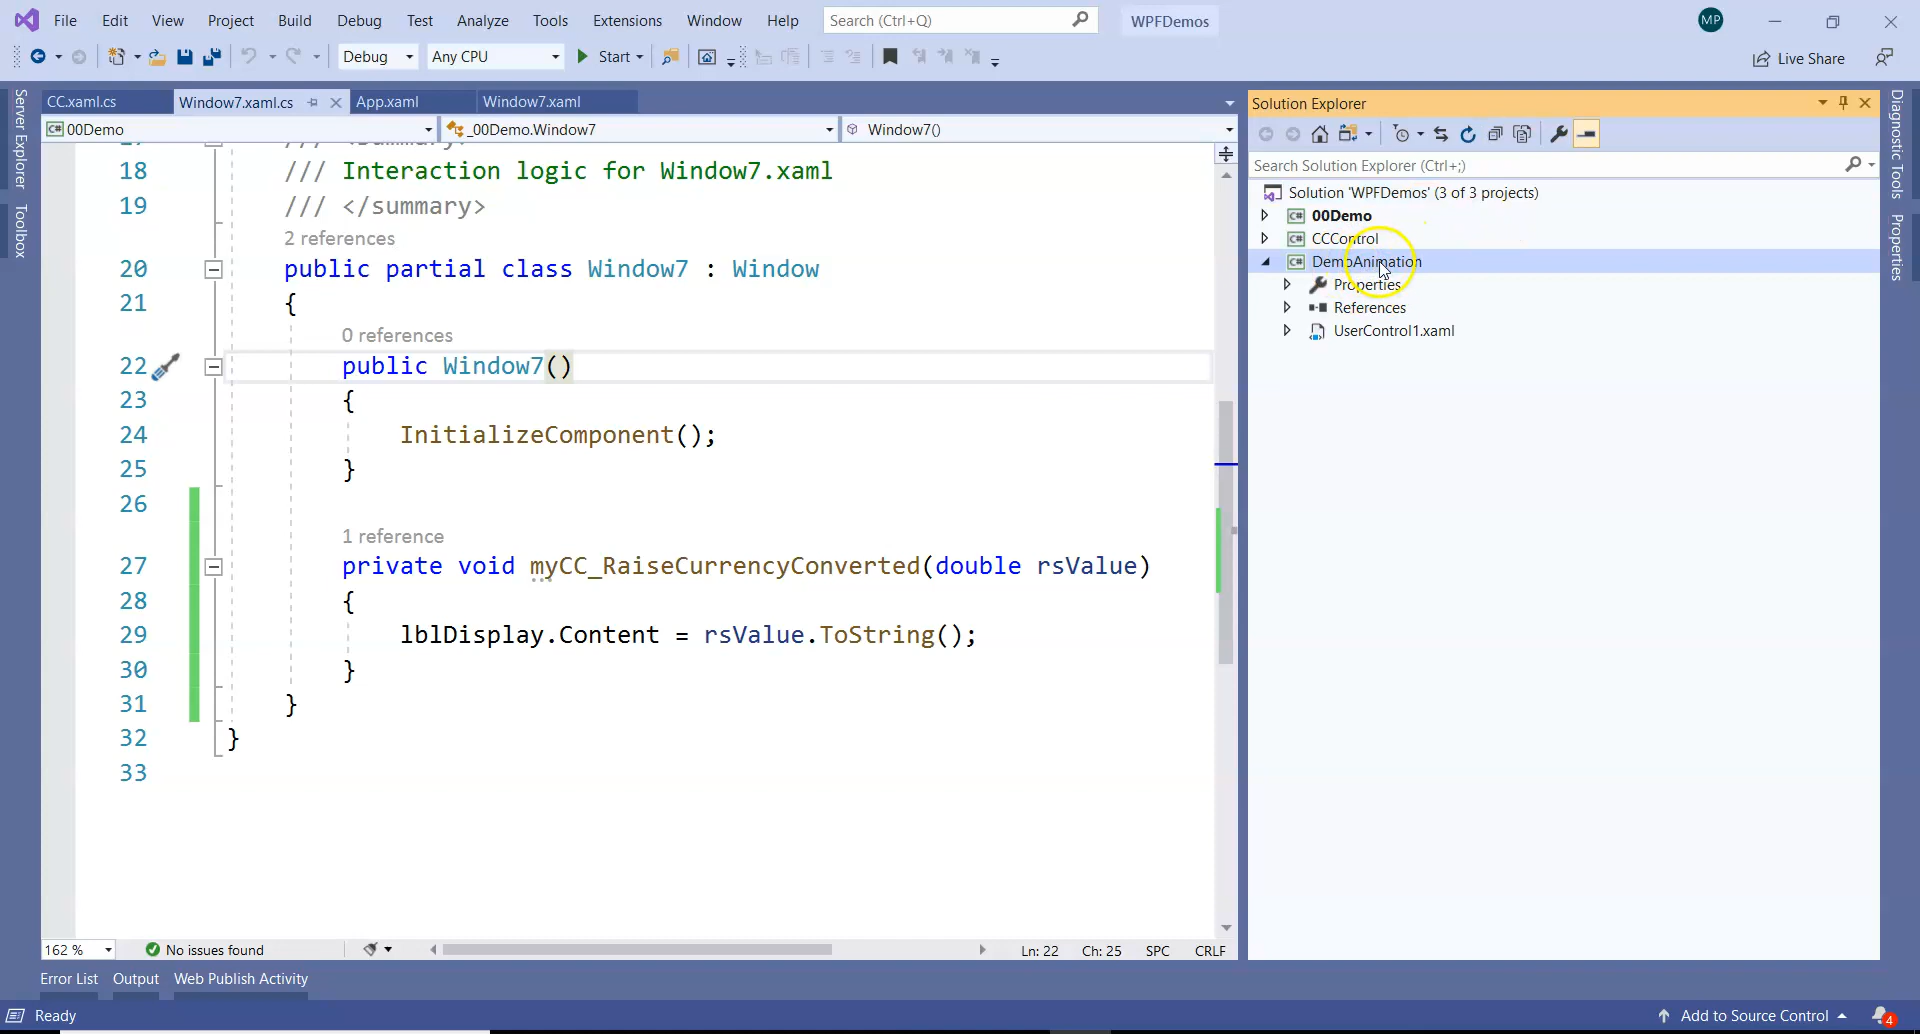 File Edit View Project Build Debug Test Analyze Tools Extensions Window Help Search (Ctrl+Q) WPFDemos MP
Debug Any CPU Start Live Share
Server Explorer
Toolbox
CC.xaml.cs Window7.xaml.cs App.xaml Window7.xaml
00Demo _00Demo.Window7 Window7()
18 /// Interaction logic for Window7.xaml
19 /// </summary>
2 references
20 public partial class Window7 : Window
21 {
0 references
22 public Window7()
23 {
24 InitializeComponent();
25 }
26
1 reference
27 private void myCC_RaiseCurrencyConverted(double rsValue)
28 {
29 lblDisplay.Content = rsValue.ToString();
30 }
31 }
32 }
33
162 % No issues found Ln: 22 Ch: 25 SPC CRLF
Solution Explorer
Search Solution Explorer (Ctrl+;)
Solution 'WPFDemos' (3 of 3 projects)
C# 00Demo
C# CCControl
C# DemoAnimation
Properties
References
UserControl1.xaml
Diagnostic Tools
Properties
Error List Output Web Publish Activity
Ready Add to Source Control 4